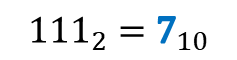 111₂ = 7₁₀